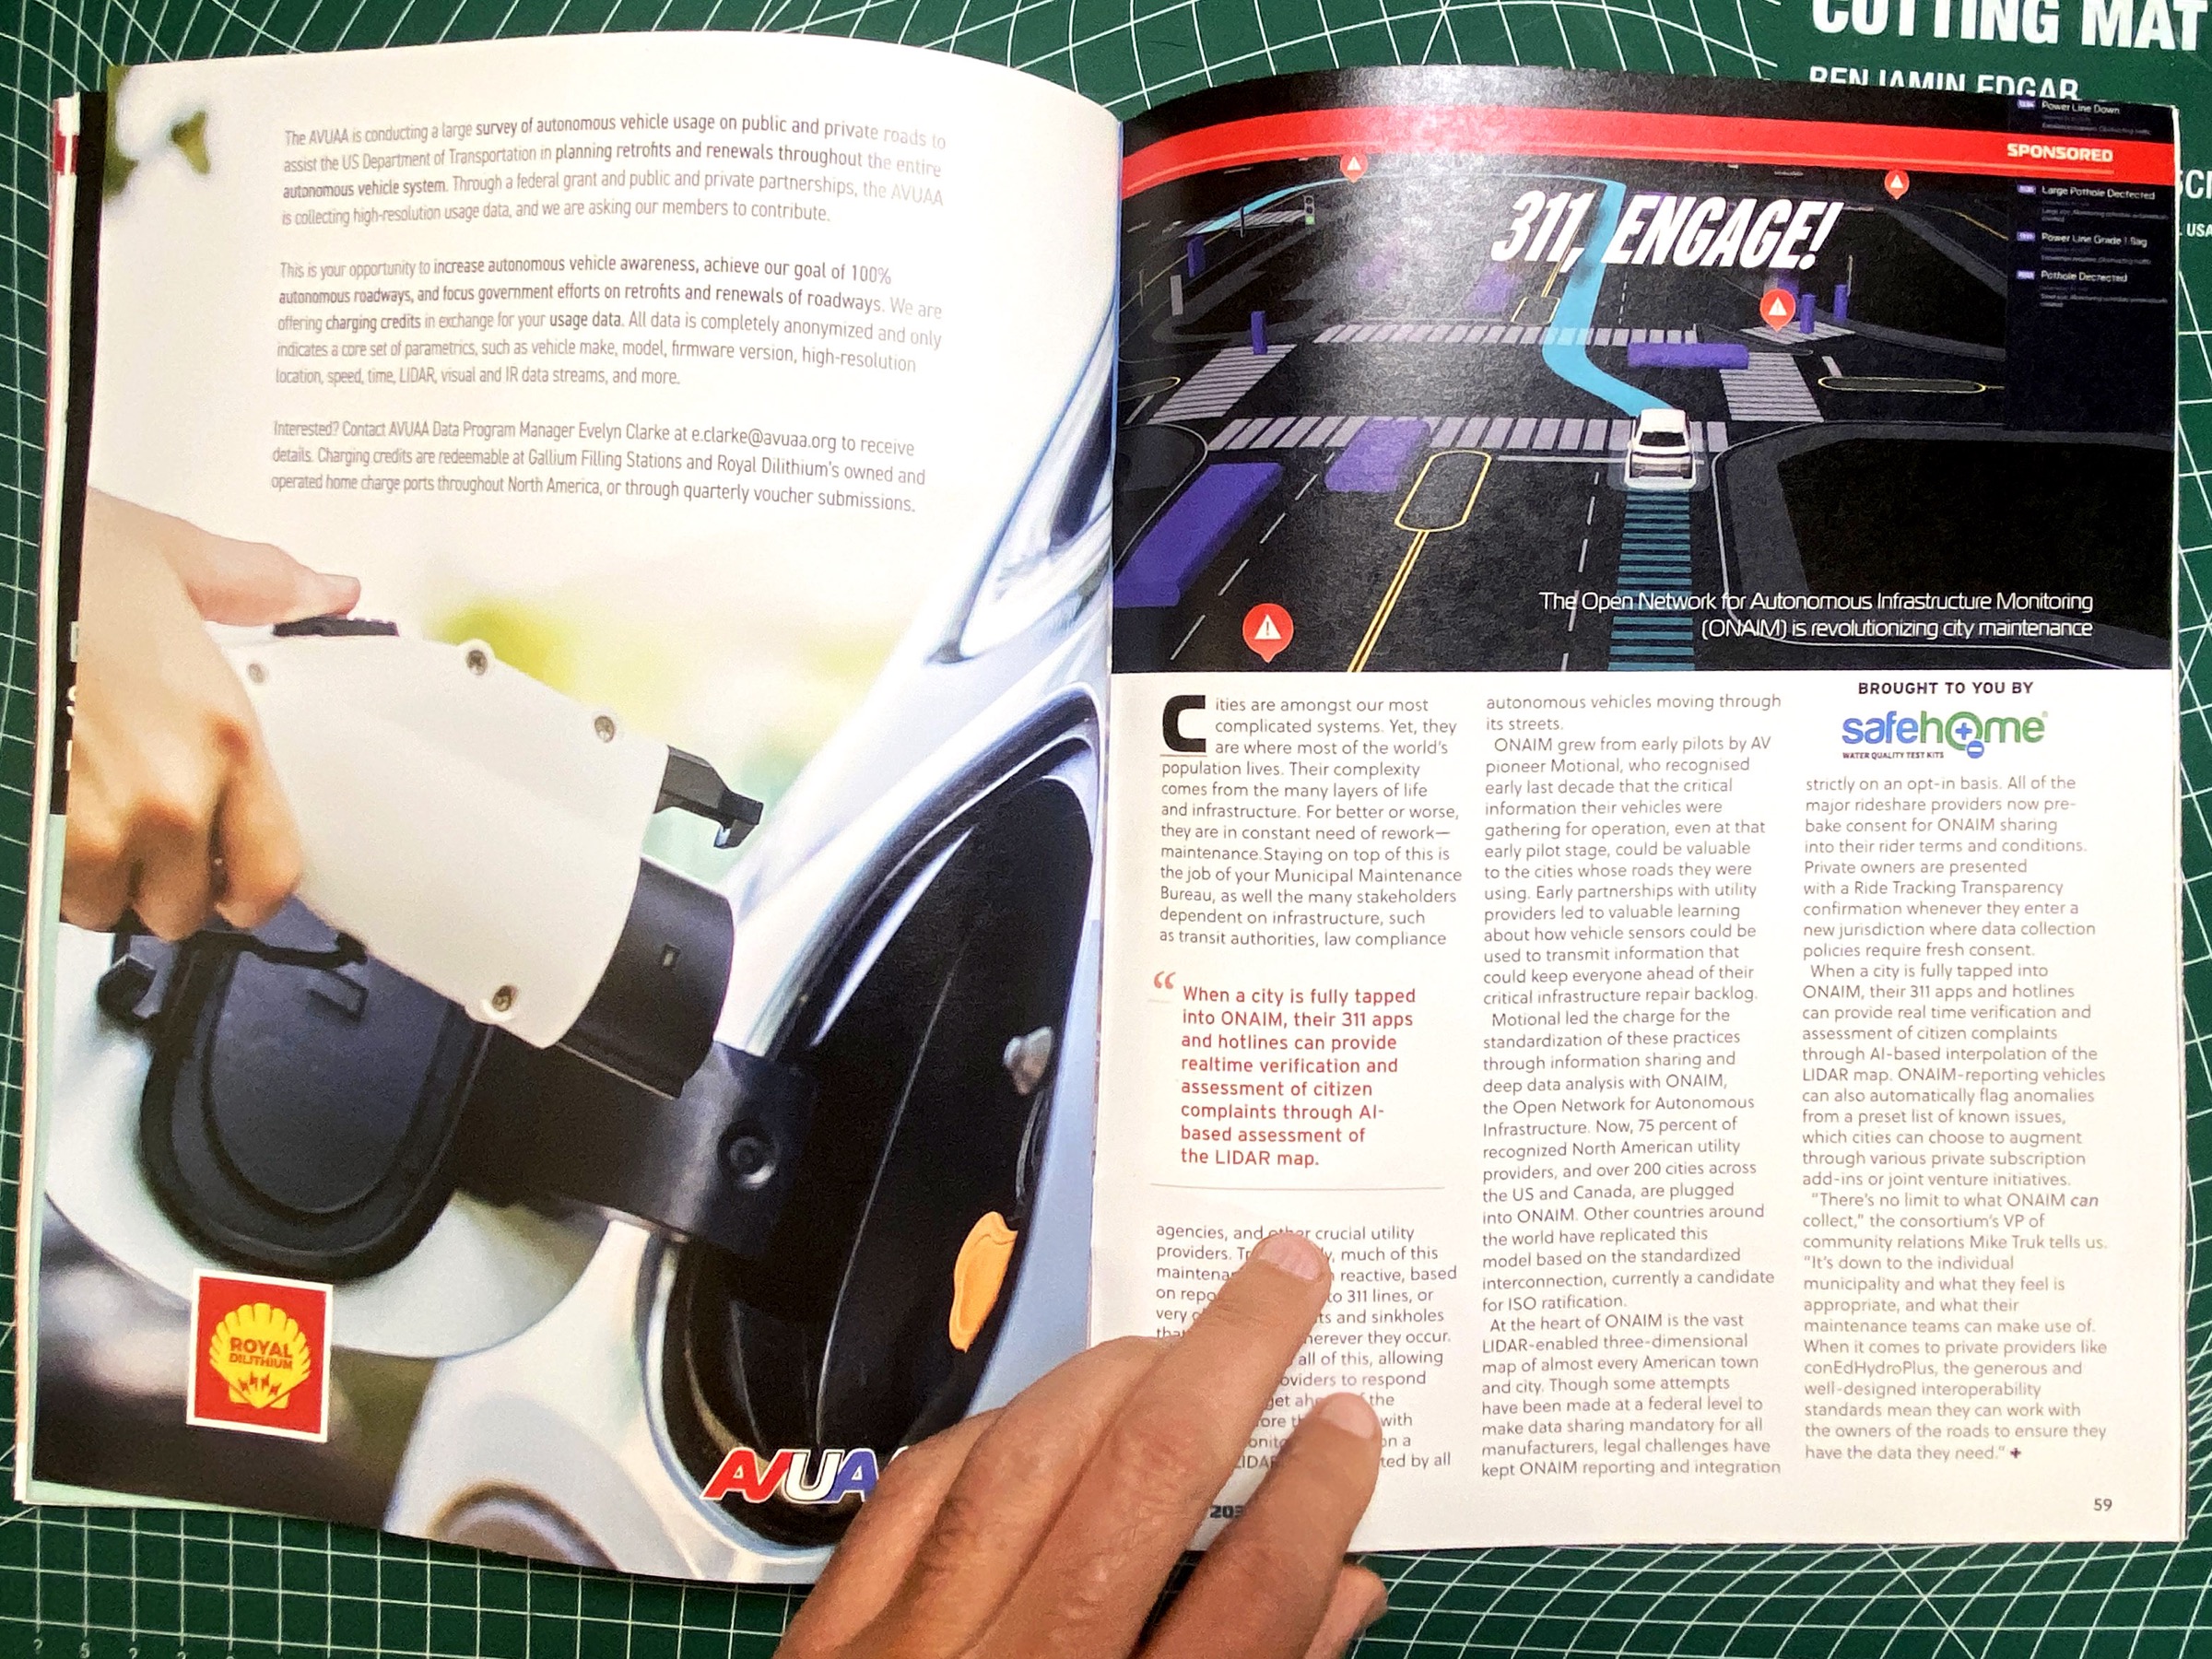 CUTTING MAT
BENJAMIN EDGAR
The AVUAA is conducting a large survey of autonomous vehicle usage on public and private roads to
assist the US Department of Transportation in planning retrofits and renewals throughout the entire
autonomous vehicle system. Through a federal grant and public and private partnerships, the AVUAA
is collecting high-resolution usage data, and we are asking our members to contribute.
This is your opportunity to increase autonomous vehicle awareness, achieve our goal of 100%
autonomous roadways, and focus government efforts on retrofits and renewals of roadways. We are
offering charging credits in exchange for your usage data. All data is completely anonymized and only
indicates a core set of parametrics, such as vehicle make, model, firmware version, high-resolution
location, speed, time, LIDAR, visual and IR data streams, and more.
Interested? Contact AVUAA Data Program Manager Evelyn Clarke at e.clarke@avuaa.org to receive
details. Charging credits are redeemable at Gallium Filling Stations and Royal Dilithium's owned and
operated home charge ports throughout North America, or through quarterly voucher submissions.
ROYAL
DILITHIUM
AVUA
Power Line Down
SPONSORED
Large Pothole Dectected
Power Line Grade 1 Sag
Pothole Dectected
311, ENGAGE!
The Open Network for Autonomous Infrastructure Monitoring
(ONAIM) is revolutionizing city maintenance
Cities are amongst our most
complicated systems. Yet, they
are where most of the world's
population lives. Their complexity
comes from the many layers of life
and infrastructure. For better or worse,
they are in constant need of rework—
maintenance.Staying on top of this is
the job of your Municipal Maintenance
Bureau, as well the many stakeholders
dependent on infrastructure, such
as transit authorities, law compliance
“
When a city is fully tapped
into ONAIM, their 311 apps
and hotlines can provide
realtime verification and
assessment of citizen
complaints through AI-
based assessment of
the LIDAR map.
agencies, and other crucial utility
providers. much of this
reactive, based
on to 311 lines, or
very and sinkholes
wherever they occur.
all of this, allowing
providers to respond
get the
with
on a
by all
autonomous vehicles moving through
its streets.
ONAIM grew from early pilots by AV
pioneer Motional, who recognised
early last decade that the critical
information their vehicles were
gathering for operation, even at that
early pilot stage, could be valuable
to the cities whose roads they were
using. Early partnerships with utility
providers led to valuable learning
about how vehicle sensors could be
used to transmit information that
could keep everyone ahead of their
critical infrastructure repair backlog.
Motional led the charge for the
standardization of these practices
through information sharing and
deep data analysis with ONAIM,
the Open Network for Autonomous
Infrastructure. Now, 75 percent of
recognized North American utility
providers, and over 200 cities across
the US and Canada, are plugged
into ONAIM. Other countries around
the world have replicated this
model based on the standardized
interconnection, currently a candidate
for ISO ratification.
At the heart of ONAIM is the vast
LIDAR-enabled three-dimensional
map of almost every American town
and city. Though some attempts
have been made at a federal level to
make data sharing mandatory for all
manufacturers, legal challenges have
kept ONAIM reporting and integration
BROUGHT TO YOU BY
safehome
WATER QUALITY TEST KITS
strictly on an opt-in basis. All of the
major rideshare providers now pre-
bake consent for ONAIM sharing
into their rider terms and conditions.
Private owners are presented
with a Ride Tracking Transparency
confirmation whenever they enter a
new jurisdiction where data collection
policies require fresh consent.
When a city is fully tapped into
ONAIM, their 311 apps and hotlines
can provide real time verification and
assessment of citizen complaints
through AI-based interpolation of the
LIDAR map. ONAIM-reporting vehicles
can also automatically flag anomalies
from a preset list of known issues,
which cities can choose to augment
through various private subscription
add-ins or joint venture initiatives.
"There's no limit to what ONAIM can
collect," the consortium's VP of
community relations Mike Truk tells us.
"It's down to the individual
municipality and what they feel is
appropriate, and what their
maintenance teams can make use of.
When it comes to private providers like
conEdHydroPlus, the generous and
well-designed interoperability
standards mean they can work with
the owners of the roads to ensure they
have the data they need." +
59